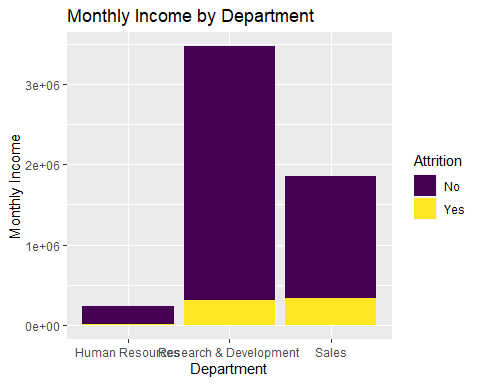 Monthly Income by Department
Monthly Income
3e+06
2e+06
1e+06
0e+00
Human Resources
Research & Development
Sales
Department
Attrition
No
Yes